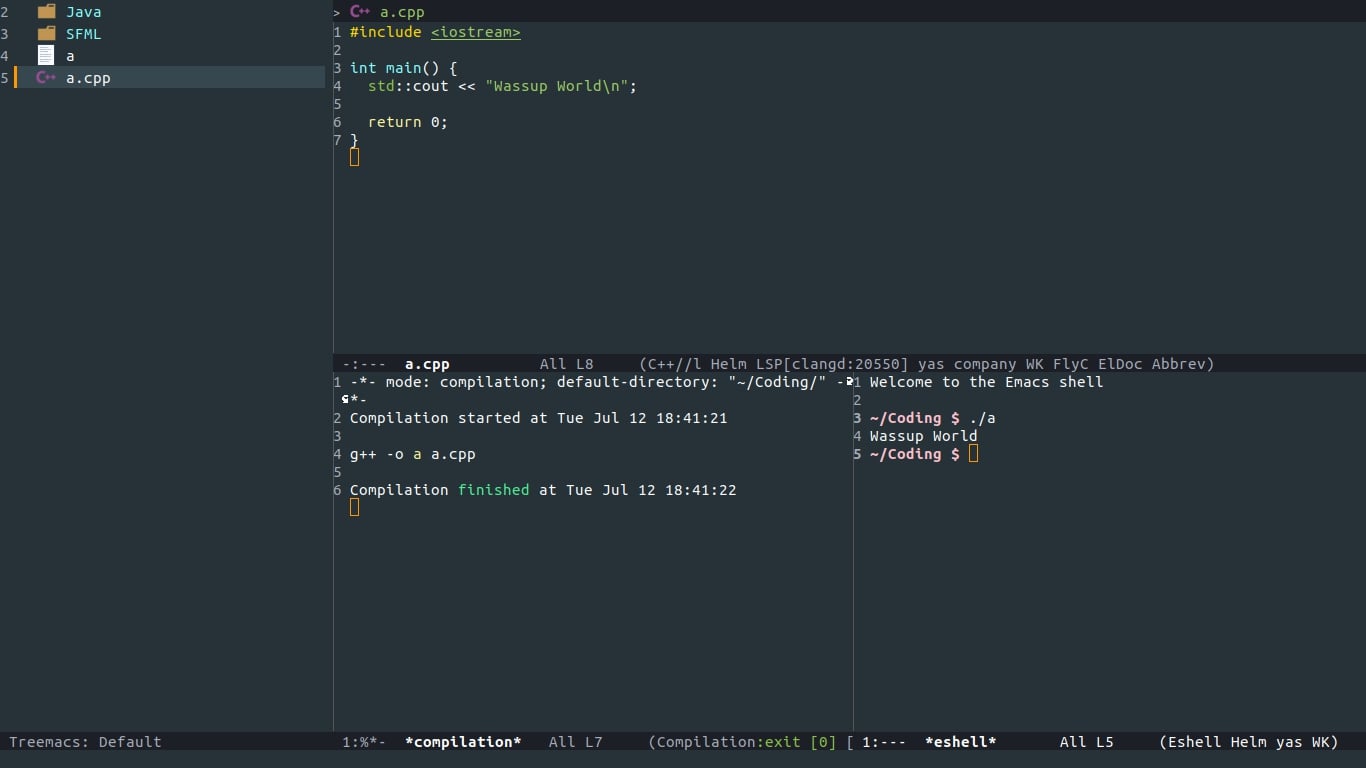 2 Java
3 SFML
4 a
5 C++ a.cpp
> C++ a.cpp
1 #include <iostream>
2
3 int main() {
4   std::cout << "Wassup World\n";
5
6   return 0;
7 }
-:---  a.cpp          All L8     (C++//l Helm LSP[clangd:20550] yas company WK FlyC ElDoc Abbrev)
1 -*- mode: compilation; default-directory: "~/Coding/" -
*-
2 Compilation started at Tue Jul 12 18:41:21
3
4 g++ -o a a.cpp
5
6 Compilation finished at Tue Jul 12 18:41:22
1 Welcome to the Emacs shell
2
3 ~/Coding $ ./a
4 Wassup World
5 ~/Coding $
Treemacs: Default
1:%*-  *compilation*   All L7     (Compilation:exit [0] [
1:---  *eshell*       All L5     (Eshell Helm yas WK)